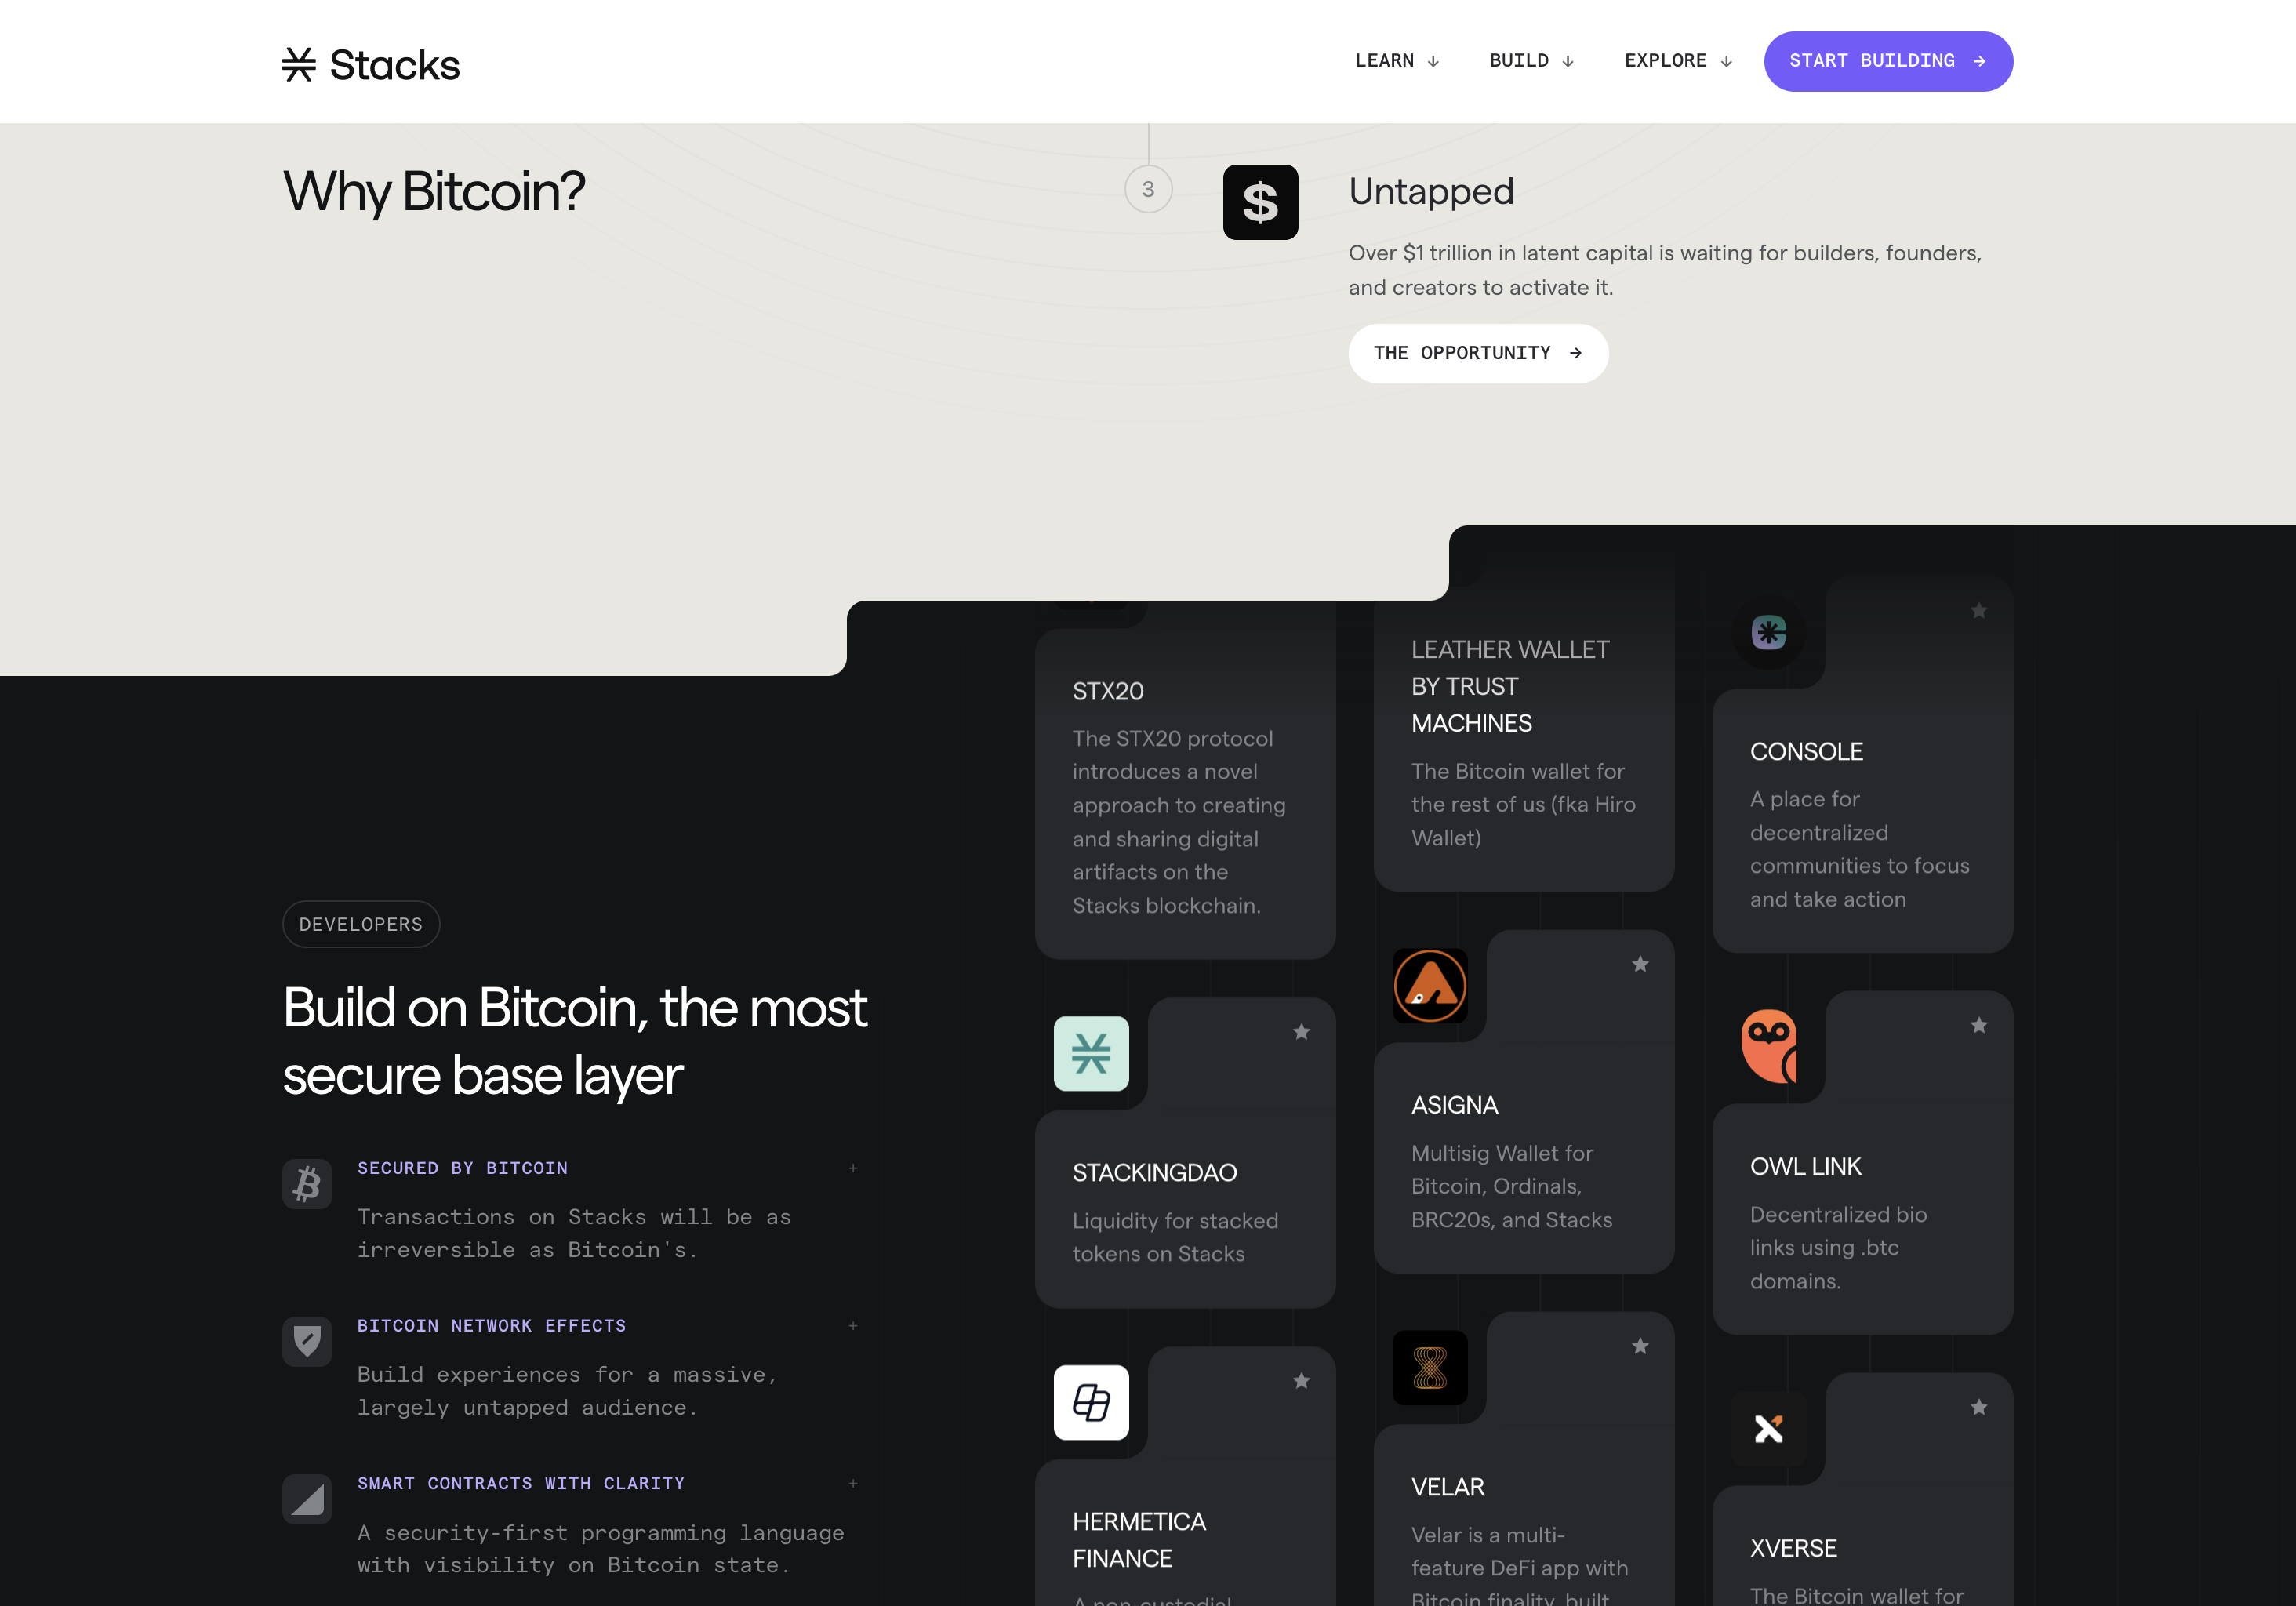 Stacks
LEARN ↓
BUILD ↓
EXPLORE ↓
START BUILDING →
Why Bitcoin?
3
$
Untapped
Over $1 trillion in latent capital is waiting for builders, founders,
and creators to activate it.
THE OPPORTUNITY →
DEVELOPERS
Build on Bitcoin, the most
secure base layer
SECURED BY BITCOIN +
Transactions on Stacks will be as
irreversible as Bitcoin's.
BITCOIN NETWORK EFFECTS +
Build experiences for a massive,
largely untapped audience.
SMART CONTRACTS WITH CLARITY +
A security-first programming language
with visibility on Bitcoin state.
STX20
The STX20 protocol
introduces a novel
approach to creating
and sharing digital
artifacts on the
Stacks blockchain.
STACKINGDAO
Liquidity for stacked
tokens on Stacks
HERMETICA
FINANCE
A non-custodial
LEATHER WALLET
BY TRUST
MACHINES
The Bitcoin wallet for
the rest of us (fka Hiro
Wallet)
ASIGNA
Multisig Wallet for
Bitcoin, Ordinals,
BRC20s, and Stacks
VELAR
Velar is a multi-
feature DeFi app with
Bitcoin finality, built
CONSOLE
A place for
decentralized
communities to focus
and take action
OWL LINK
Decentralized bio
links using .btc
domains.
XVERSE
The Bitcoin wallet for